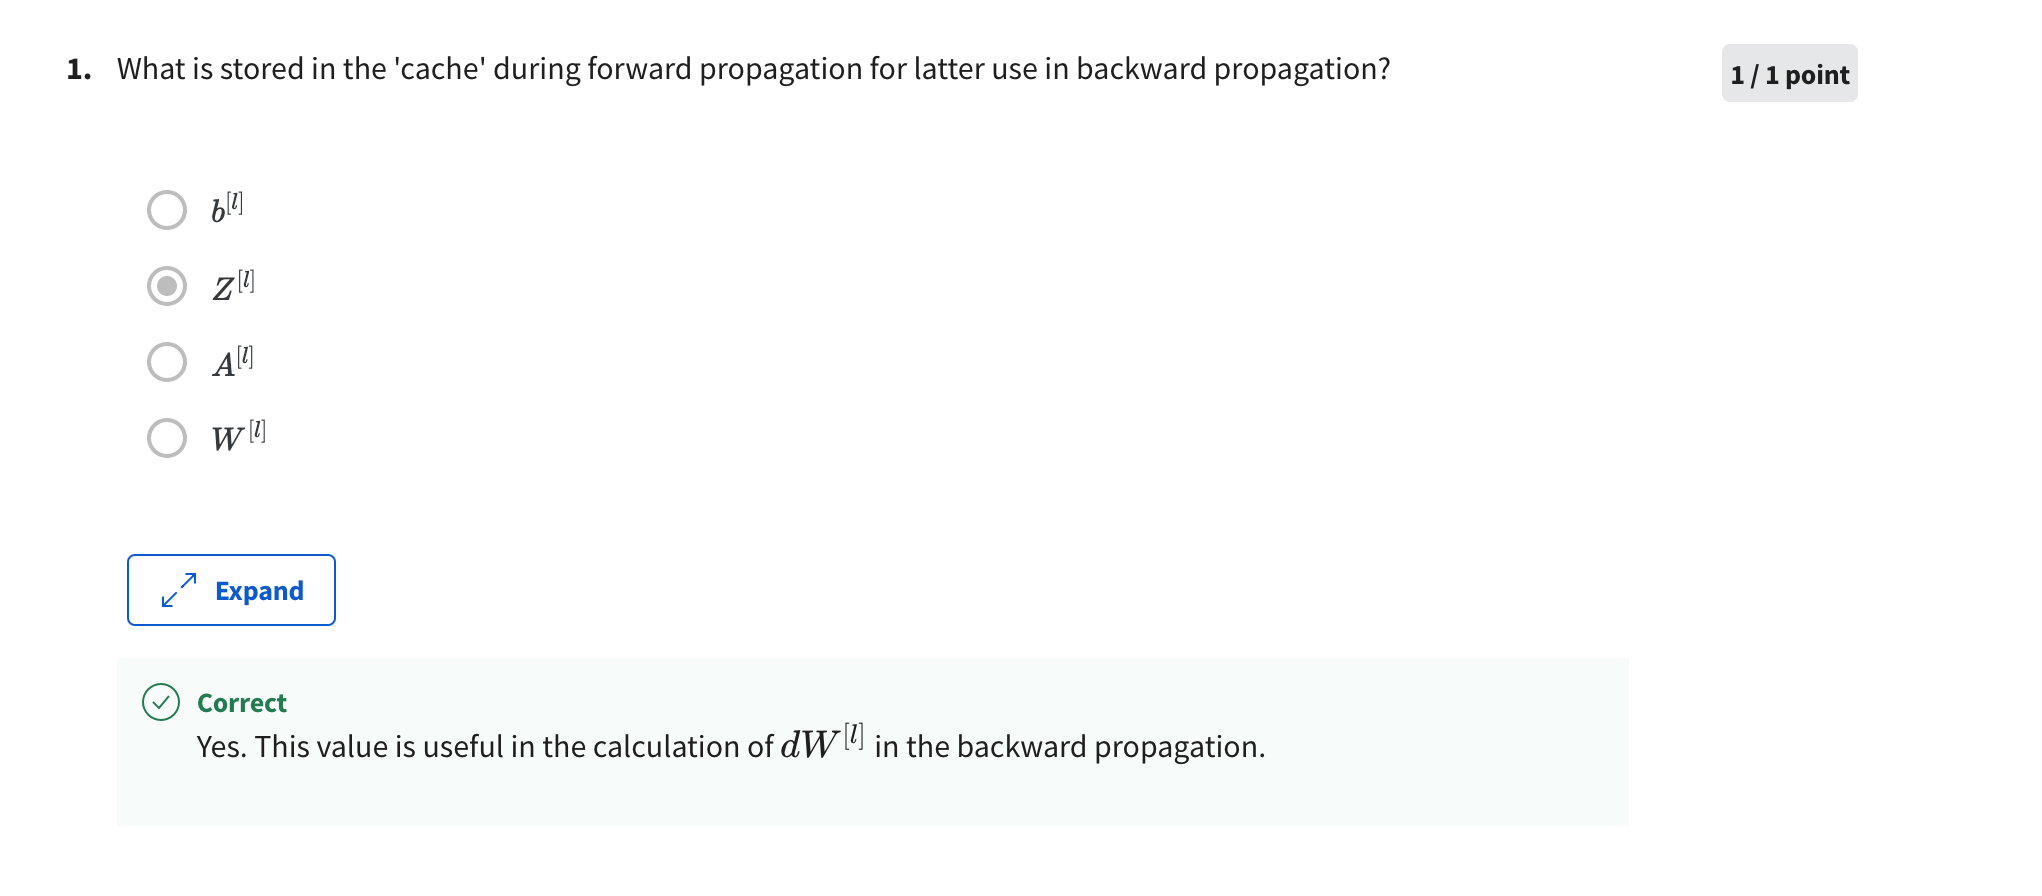 1. What is stored in the 'cache' during forward propagation for latter use in backward propagation?
1 / 1 point
b^[l]
Z^[l]
A^[l]
W^[l]
Expand
Correct
Yes. This value is useful in the calculation of dW^[l] in the backward propagation.